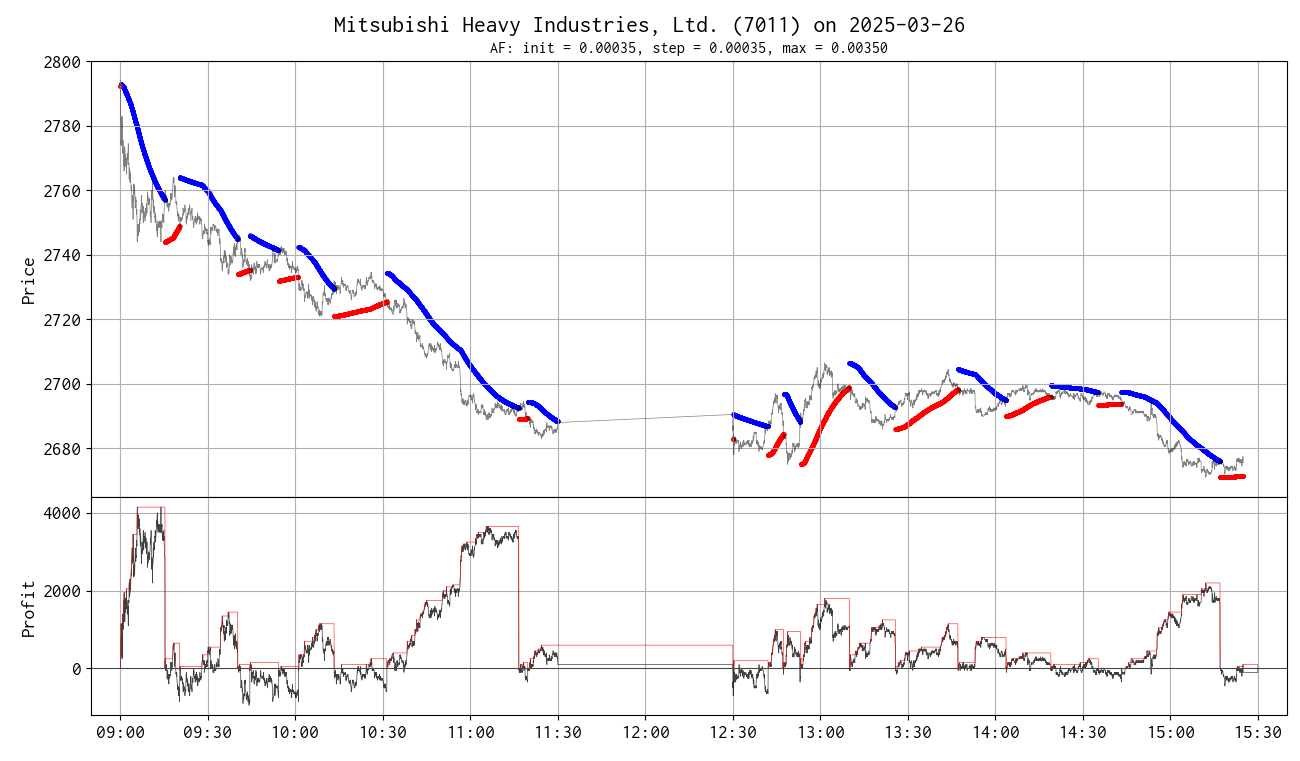 Mitsubishi Heavy Industries, Ltd. (7011) on 2025-03-26
AF: init = 0.00035, step = 0.00035, max = 0.00350
Price
2800
2780
2760
2740
2720
2700
2680
Profit
4000
2000
0
09:00 09:30 10:00 10:30 11:00 11:30 12:00 12:30 13:00 13:30 14:00 14:30 15:00 15:30